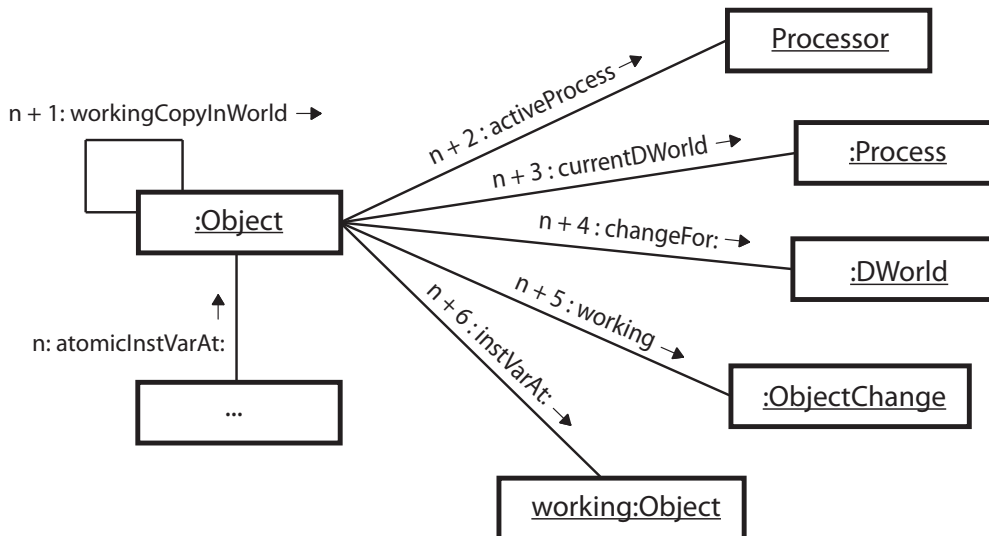 Processor
n + 1: workingCopyInWorld →
n + 2 : activeProcess →
:Process
n + 3 : currentDWorld →
:Object
n + 4 : changeFor: →
:DWorld
n + 5 : working →
n + 6 : instVarAt: →
n: atomicInstVarAt:
:ObjectChange
...
working:Object